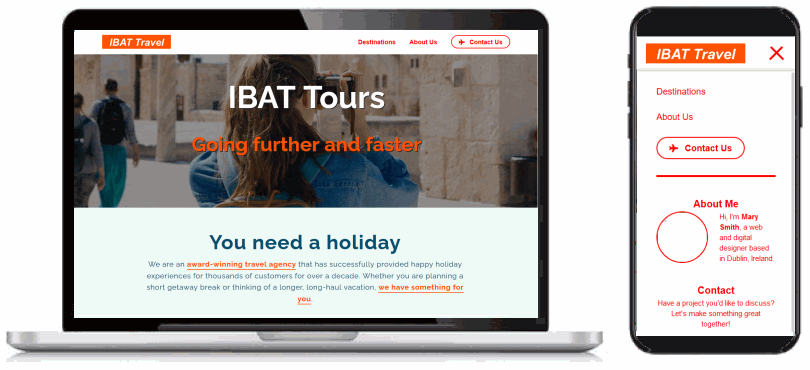 IBAT Travel
Destinations
About Us
Contact Us
IBAT Tours
Going further and faster
You need a holiday
We are an award-winning travel agency that has successfully provided happy holiday
experiences for thousands of customers for over a decade. Whether you are planning a
short getaway break or thinking of a longer, long-haul vacation, we have something for
you.
IBAT Travel
Destinations
About Us
Contact Us
About Me
Hi, I'm Mary
Smith, a web
and digital
designer based
in Dublin, Ireland.
Contact
Have a project you'd like to discuss?
Let's make something great
together!